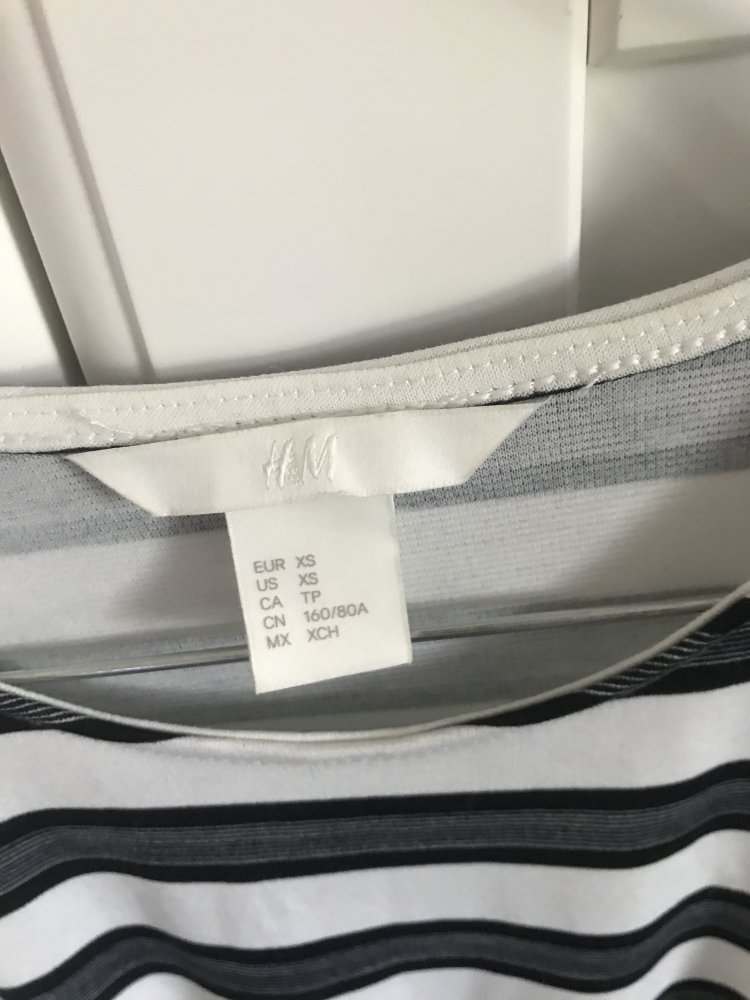 H&M
EUR XS
US XS
CA TP
CN 160/80A
MX XCH